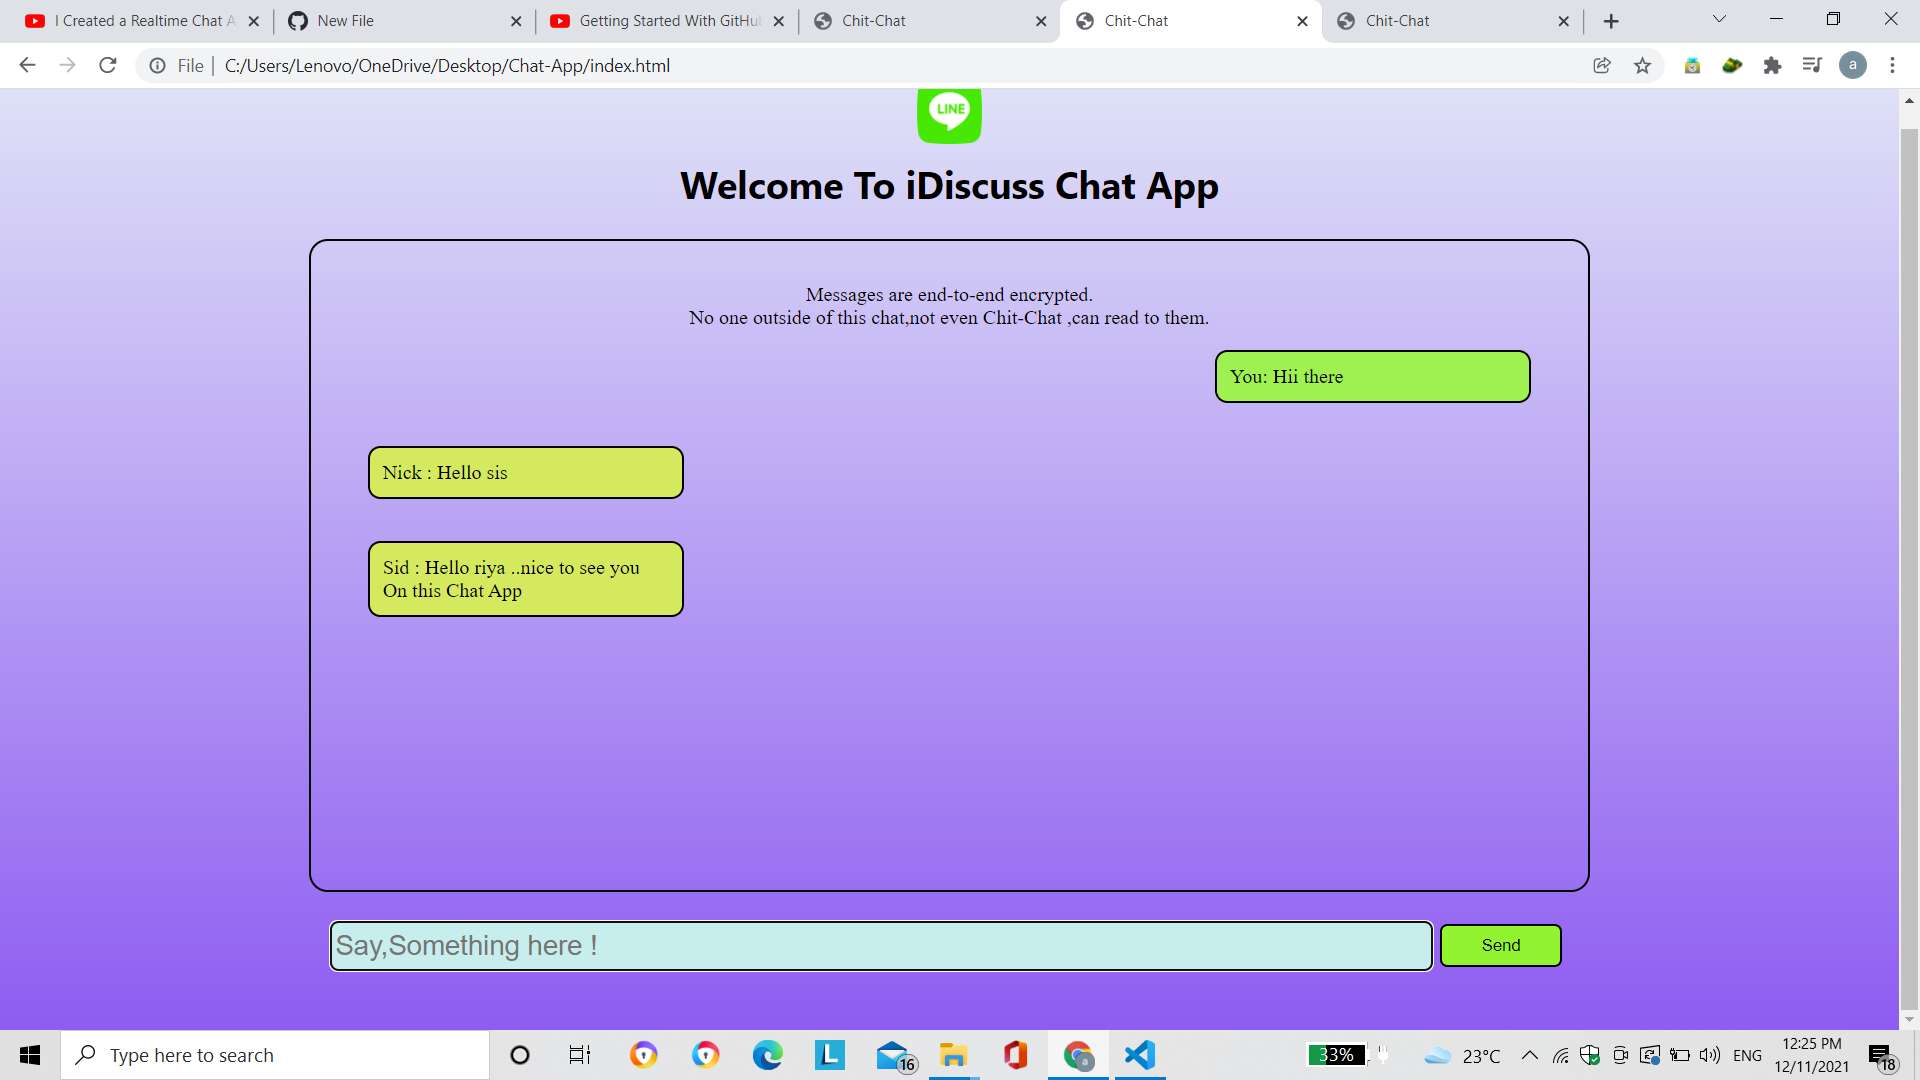 I Created a Realtime Chat A
New File
Getting Started With GitHu
Chit-Chat
Chit-Chat
Chit-Chat
File
C:/Users/Lenovo/OneDrive/Desktop/Chat-App/index.html
a
LINE
Welcome To iDiscuss Chat App
Messages are end-to-end encrypted.
No one outside of this chat,not even Chit-Chat ,can read to them.
You: Hii there
Nick : Hello sis
Sid : Hello riya ..nice to see you
On this Chat App
Say,Something here !
Send
Type here to search
L
16
a
33%
23°C
ENG
12:25 PM
12/11/2021
18